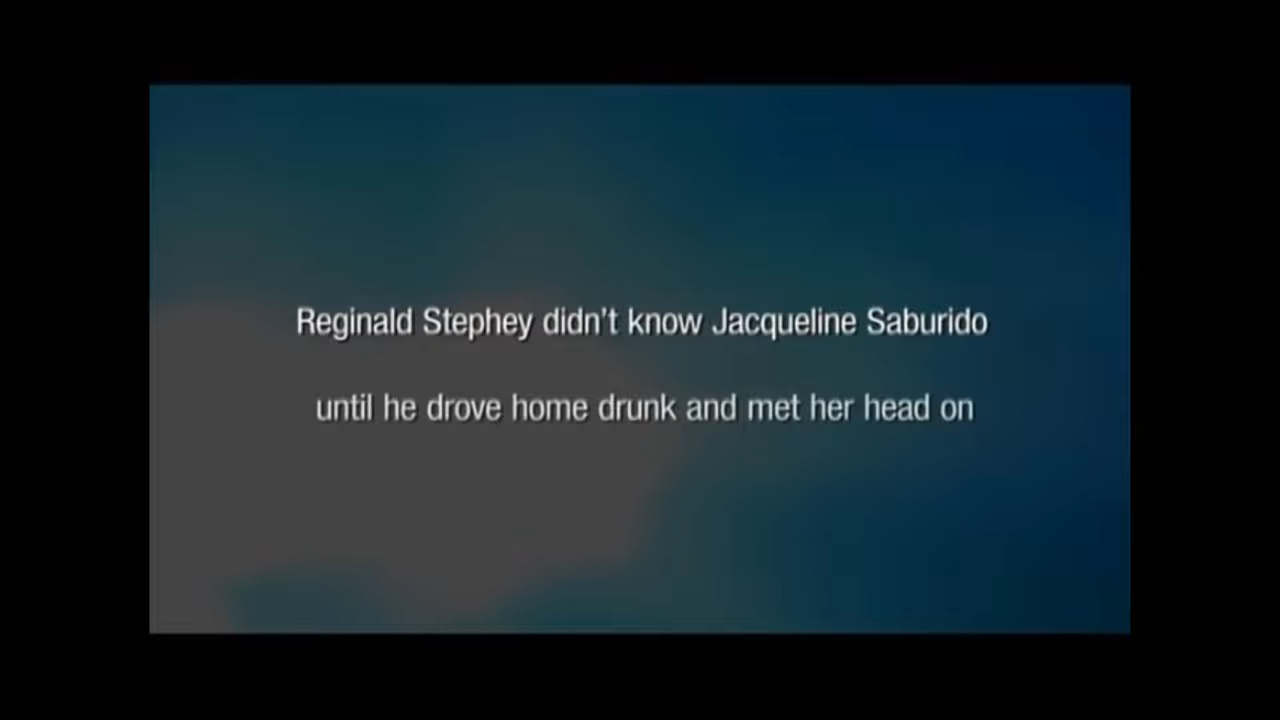 Reginald Stephey didn't know Jacqueline Saburido
until he drove home drunk and met her head on